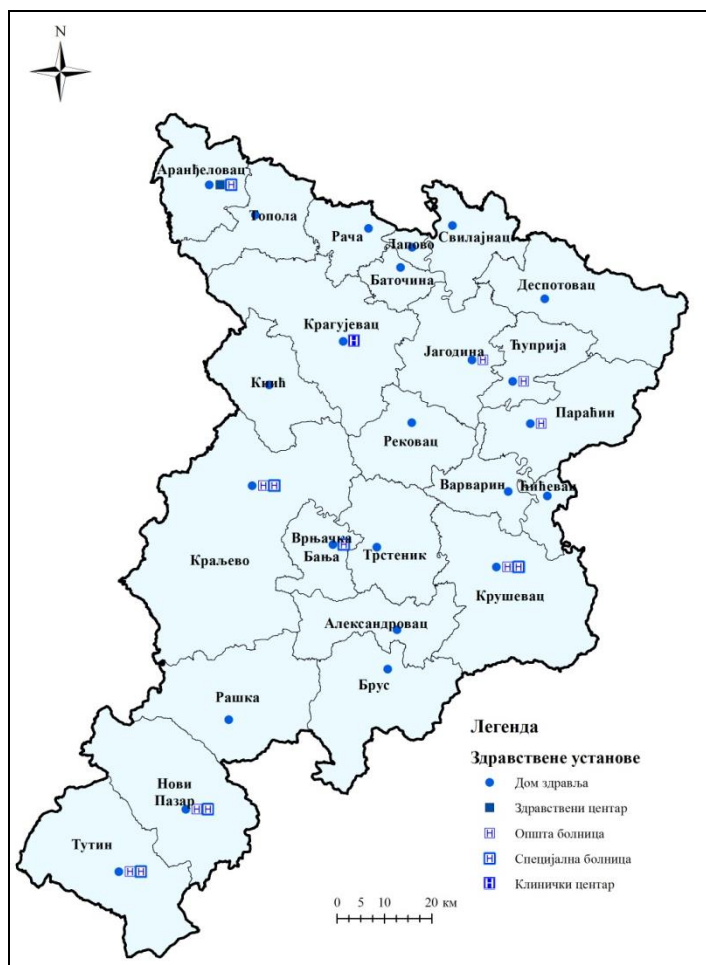 N
Аранђеловац
Топола
Рача
Лапово
Свилајнац
Баточина
Деспотовац
Крагујевац
Јагодина
Ћуприја
Кнић
Параћин
Рековац
Варварин
Ћићевац
Врњачка
Бања
Трстеник
Краљево
Крушевац
Александровац
Брус
Рашка
Нови
Пазар
Тутин
Легенда
Здравствене установе
Дом здравља
Здравствени центар
Општа болница
Специјална болница
Клинички центар
0 5 10 20 км